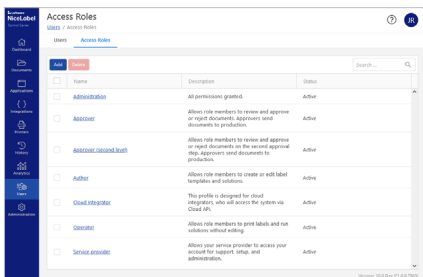 Loftware
NiceLabel
Control Center
Dashboard
Documents
Applications
Integrations
Printers
History
Analytics
Users
Administration
Access Roles
Users / Access Roles
? JR
Users Access Roles
Add Delete Search...
Name Description Status
Administration All permissions granted. Active
Approver Allows role members to review and approve or reject documents. Approvers send documents to production. Active
Approver (second level) Allows role members to review and approve or reject documents on the second approval step. Approvers send documents to production. Active
Author Allows role members to create or edit label templates and solutions. Active
Cloud Integrator This profile is designed for cloud integrators, who will access the system via Cloud API. Active
Operator Allows role members to print labels and run solutions without editing. Active
Service provider Allows your service provider to access your account for support, setup, and administration. Active